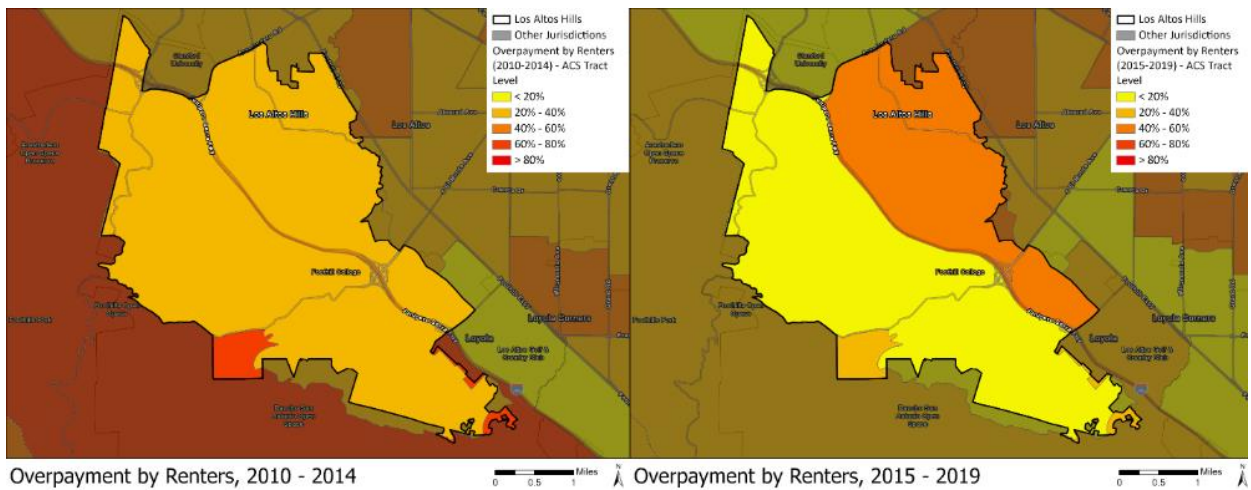 Los Altos Hills
Other Jurisdictions
Overpayment by Renters
(2010-2014) - ACS Tract
Level
< 20%
20% - 40%
40% - 60%
60% - 80%
> 80%
Stanford
University
Los Altos Hills
Los Altos
Foothill College
Loyola Corners
Loyola
Los Altos Golf &
Country Club
Foothills Park
Rancho San
Antonio Open
Space
Overpayment by Renters, 2010 - 2014
0 0.5 1
Miles
N
Los Altos Hills
Other Jurisdictions
Overpayment by Renters
(2015-2019) - ACS Tract
Level
< 20%
20% - 40%
40% - 60%
60% - 80%
> 80%
Stanford
University
Los Altos Hills
Los Altos
Foothill College
Loyola Corners
Loyola
Los Altos Golf &
Country Club
Foothills Park
Rancho San
Antonio Open
Space
Overpayment by Renters, 2015 - 2019
0 0.5 1
Miles
N